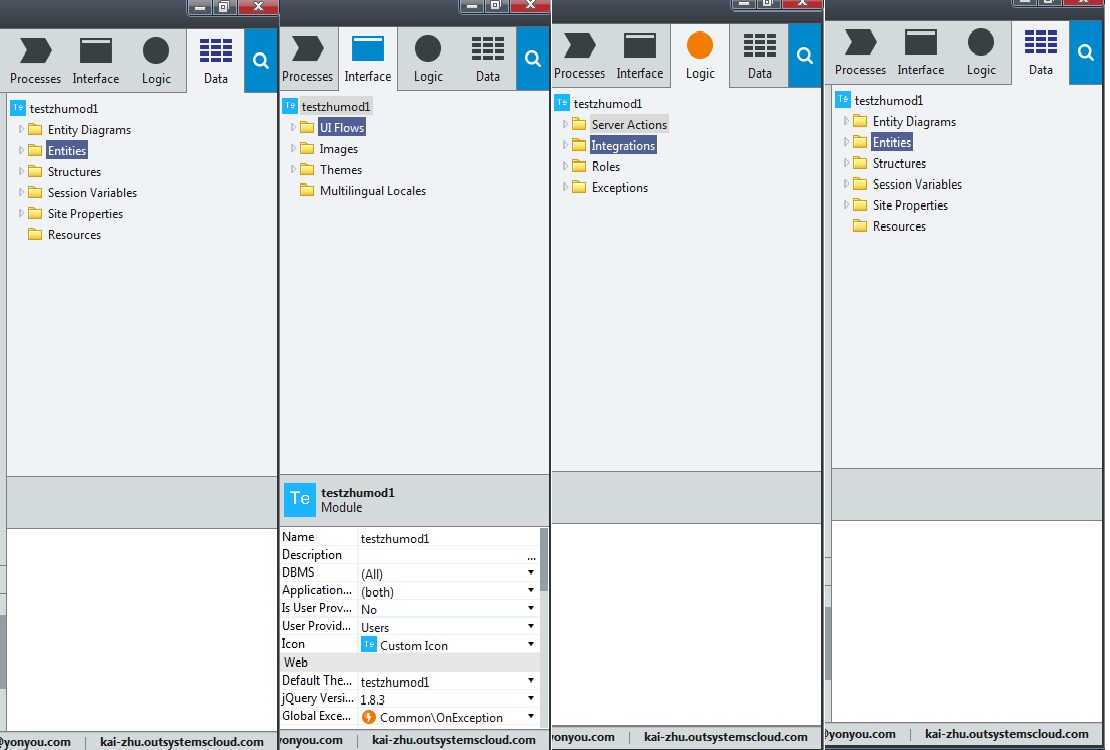 Processes Interface Logic Data
Te testzhumod1
Entity Diagrams
Entities
Structures
Session Variables
Site Properties
Resources
@yonyou.com | kai-zhu.outsystemscloud.com
Processes Interface Logic Data
Te testzhumod1
UI Flows
Images
Themes
Multilingual Locales
Te testzhumod1
Module
Name testzhumod1
Description ...
DBMS (All)
Application... (both)
Is User Prov... No
User Provid... Users
Icon Te Custom Icon
Web
Default The... testzhumod1
jQuery Versi... 1.8.3
Global Exce... Common\OnException
yonyou.com | kai-zhu.outsystemscloud.com
Processes Interface Logic Data
Te testzhumod1
Server Actions
Integrations
Roles
Exceptions
yonyou.com | kai-zhu.outsystemscloud.com
Processes Interface Logic Data
Te testzhumod1
Entity Diagrams
Entities
Structures
Session Variables
Site Properties
Resources
@yonyou.com | kai-zhu.outsystemscloud.com